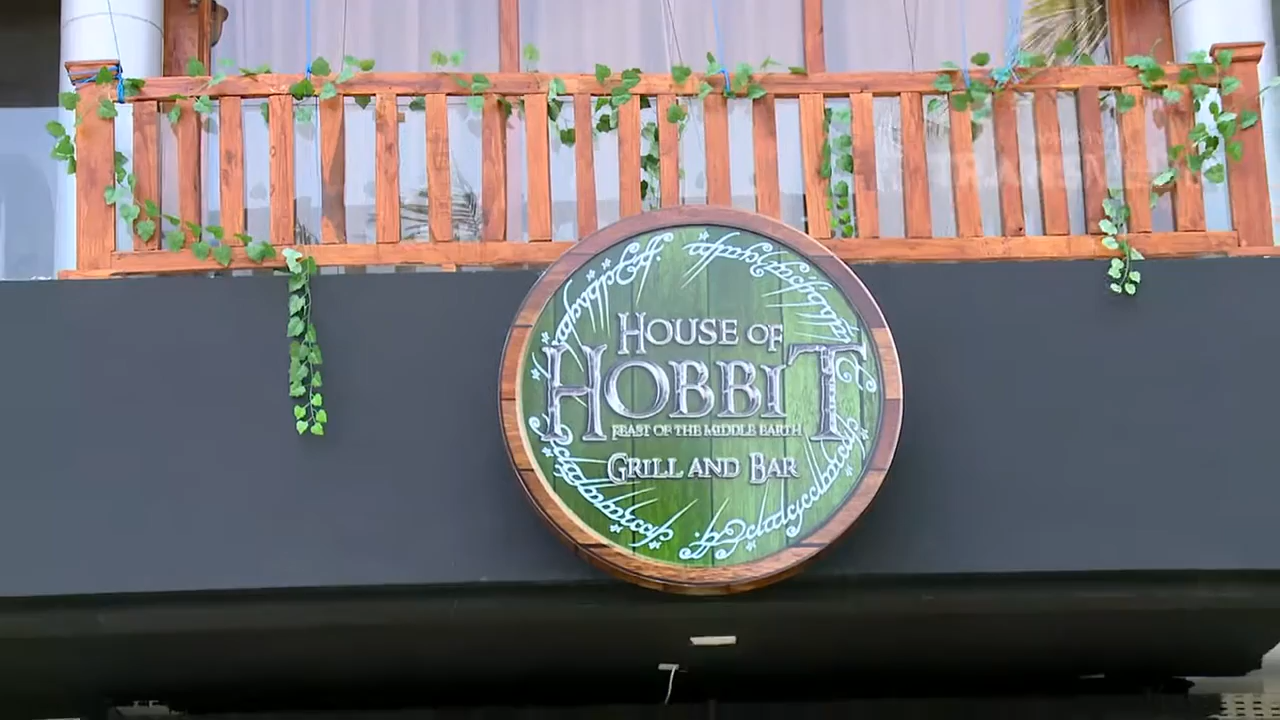 HOUSE OF
HOBBIT
FEAST OF THE MIDDLE EARTH
GRILL AND BAR